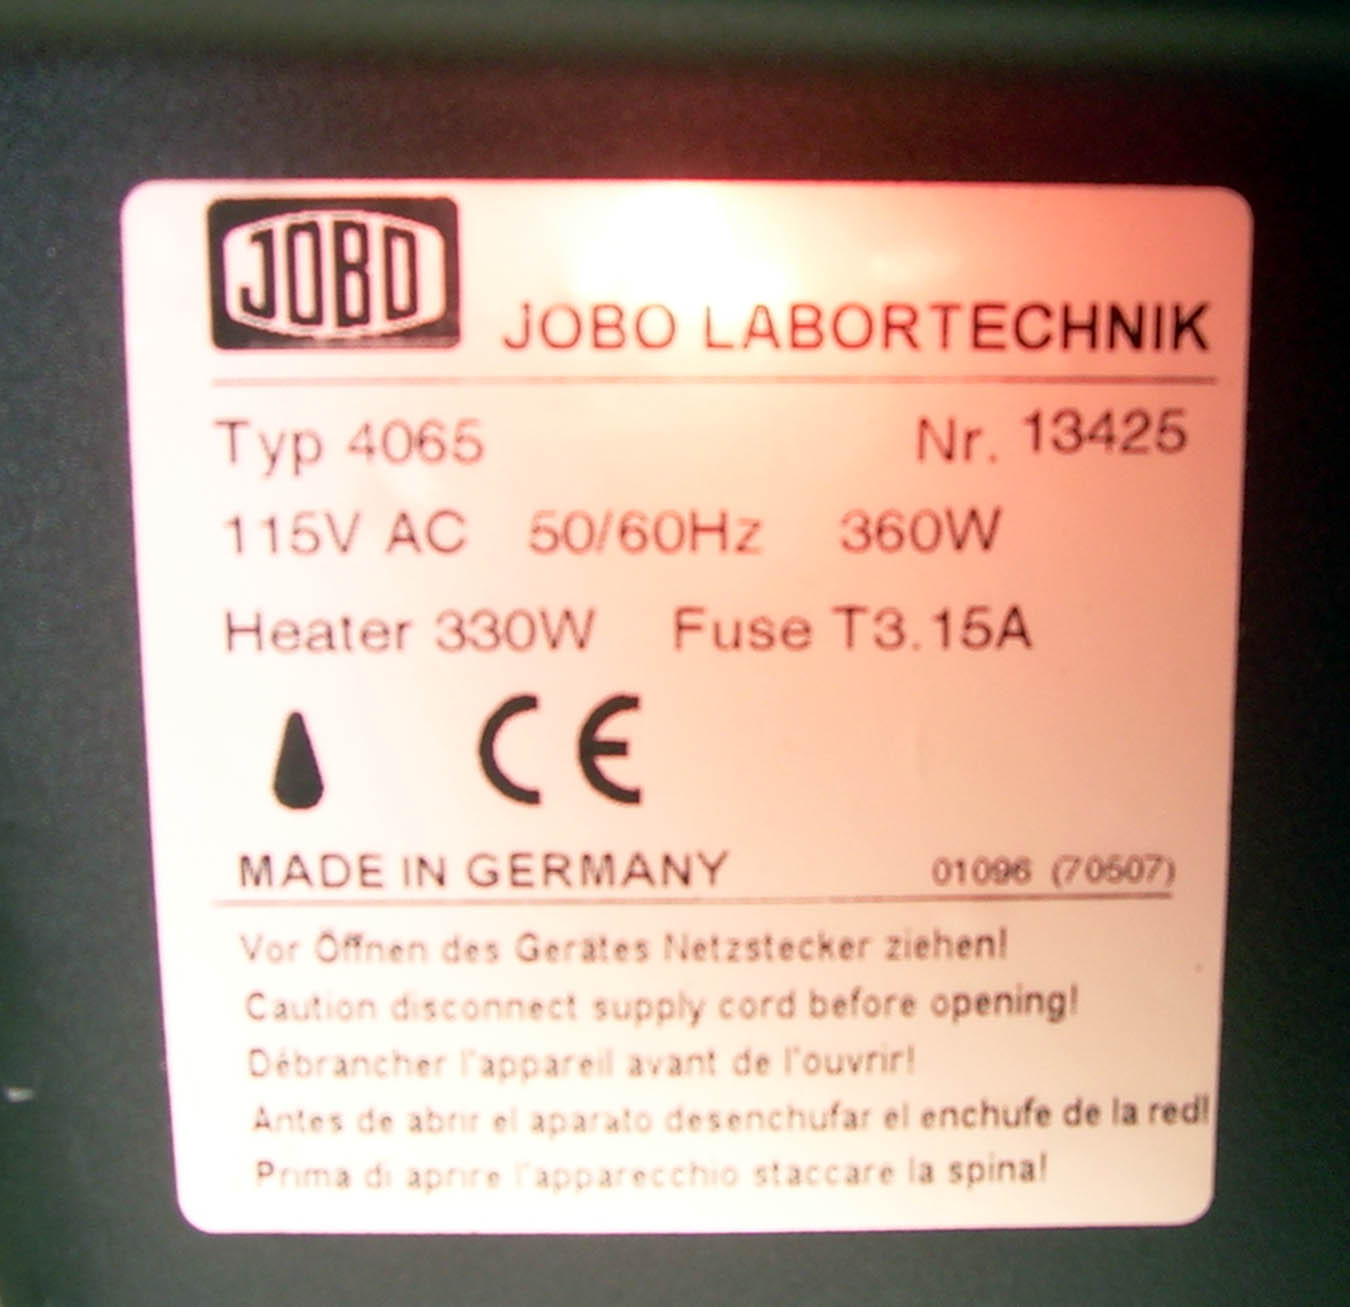 JOBO
JOBO LABORTECHNIK
Typ 4065 Nr. 13425
115V AC 50/60Hz 360W
Heater 330W Fuse T3.15A
CE
MADE IN GERMANY 01096 (70507)
Vor Öffnen des Gerätes Netzstecker ziehen!
Caution disconnect supply cord before opening!
Débrancher l'appareil avant de l'ouvrir!
Antes de abrir el aparato desenchufar el enchufe de la red!
Prima di aprire l'apparecchio staccare la spina!